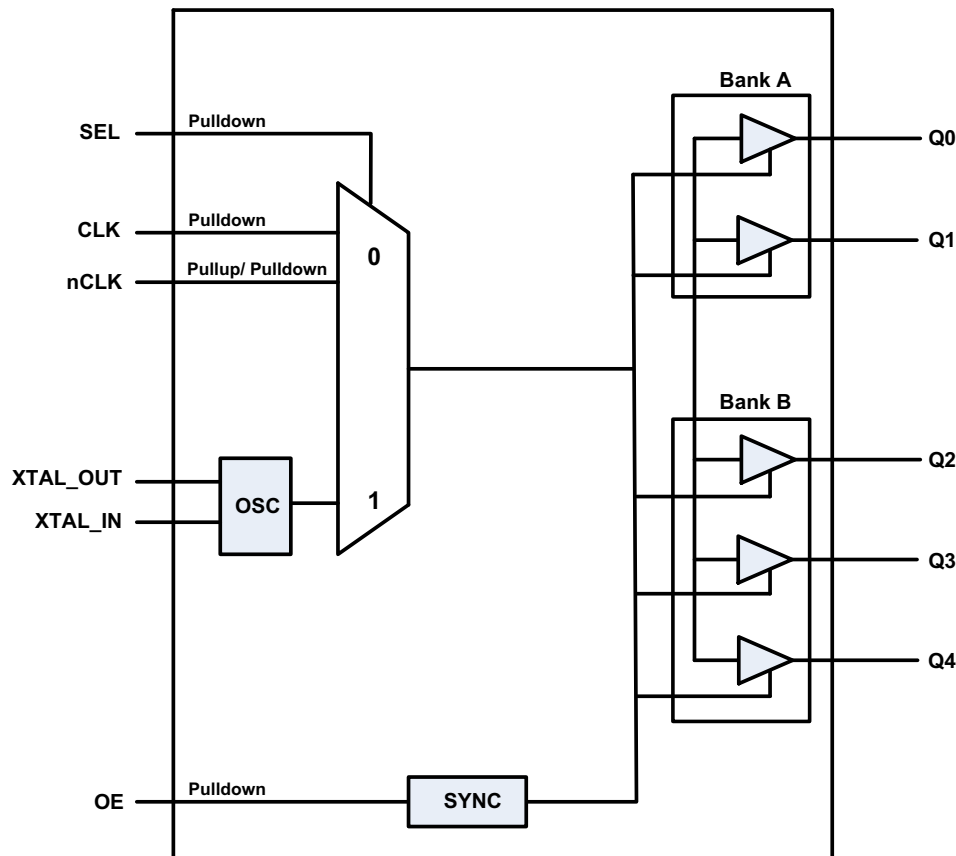 Bank A
SEL
Pulldown
Q0
CLK
Pulldown
0
Q1
nCLK
Pullup/ Pulldown
Bank B
XTAL_OUT
Q2
OSC
1
XTAL_IN
Q3
Q4
OE
Pulldown
SYNC